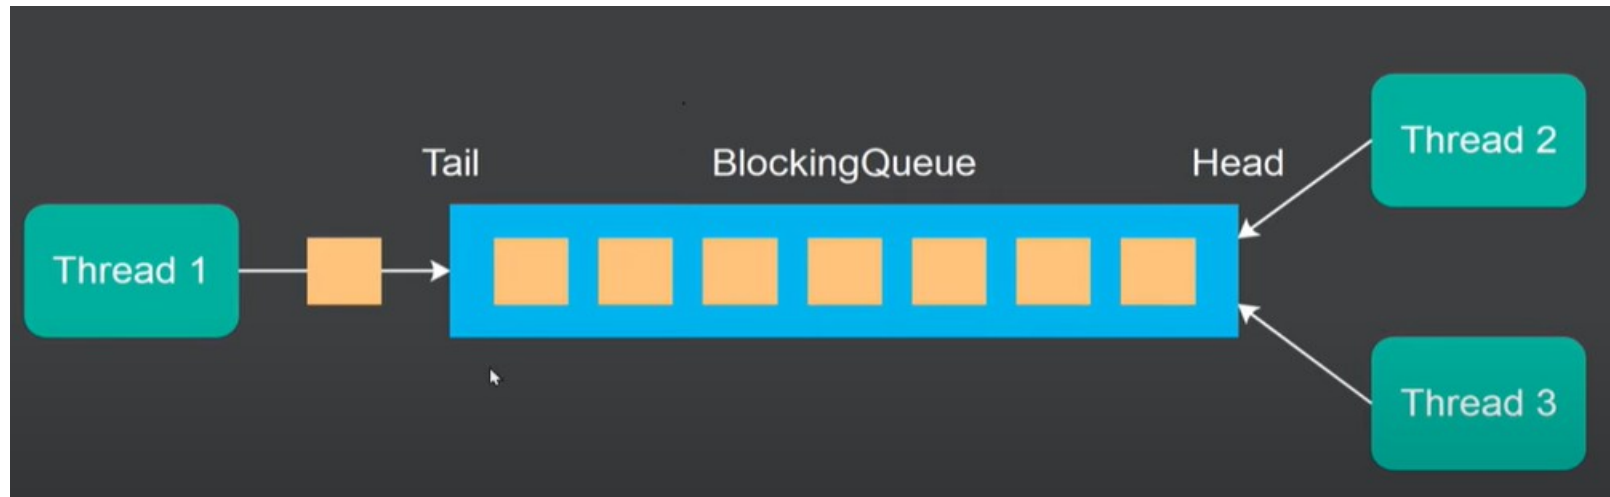 Tail
BlockingQueue
Head
Thread 1
Thread 2
Thread 3